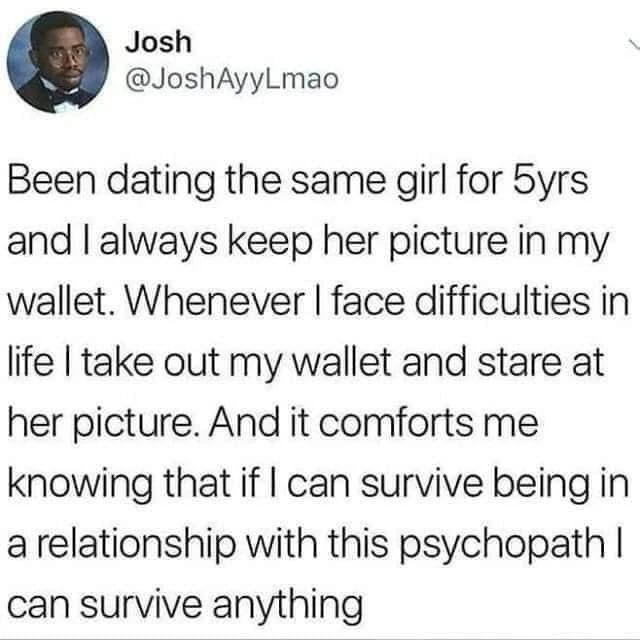 Josh
@JoshAyyLmao
Been dating the same girl for 5yrs
and I always keep her picture in my
wallet. Whenever I face difficulties in
life I take out my wallet and stare at
her picture. And it comforts me
knowing that if I can survive being in
a relationship with this psychopath I
can survive anything